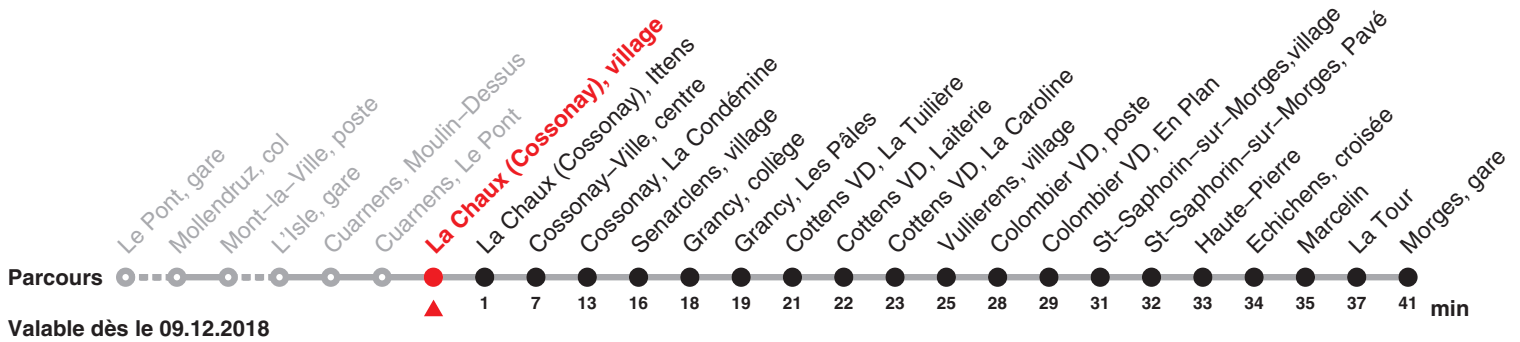 Le Pont, gare
Mollendruz, col
Mont–la–Ville, poste
L'Isle, gare
Cuarnens, Moulin–Dessus
Cuarnens, Le Pont
La Chaux (Cossonay), village
La Chaux (Cossonay), Ittens
Cossonay–Ville, centre
Cossonay, La Condémine
Senarclens, village
Grancy, collège
Grancy, Les Pâles
Cottens VD, La Tuilière
Cottens VD, Laiterie
Cottens VD, La Caroline
Vullierens, village
Colombier VD, poste
Colombier VD, En Plan
St–Saphorin–sur–Morges,village
St–Saphorin–sur–Morges, Pavé
Haute–Pierre
Echichens, croisée
Marcelin
La Tour
Morges, gare
Parcours
1 7 13 16 18 19 21 22 23 25 28 29 31 32 33 34 35 37 41 min
Valable dès le 09.12.2018